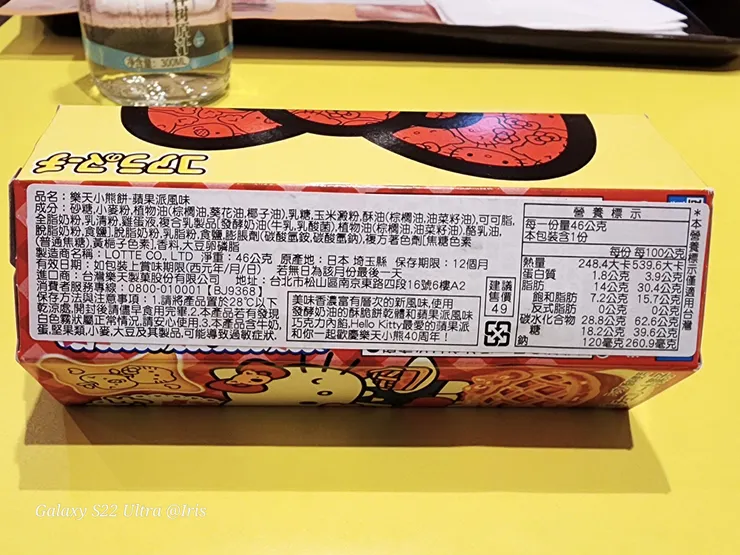 300ML
コアラのマーチ
品名：樂天小熊餅-蘋果派風味
成分：砂糖,小麥粉,植物油(棕櫚油,葵花油,椰子油),乳糖,玉米澱粉,酥油(棕櫚油,油菜籽油),可可脂,
全脂奶粉,乳清粉,雞蛋液,複合乳製品(發酵奶油(牛乳,乳酸菌),植物油(棕櫚油,油菜籽油),酪乳油,
脫脂奶粉,食鹽),脫脂奶粉,乳脂粉,食鹽,膨脹劑(碳酸氫銨,碳酸氫鈉),複方著色劑(焦糖色素
(普通焦糖),黃梔子色素),香料,大豆卵磷脂
製造商名稱：LOTTE CO., LTD 淨重：46公克 原產地：日本 埼玉縣 保存期限：12個月
有效日期：如包裝上賞味期限(西元年/月/日) 若無日為該月份最後一天
進口商：台灣樂天製菓股份有限公司 地址：台北市松山區南京東路四段16號6樓A2
消費者服務專線：0800-010001【BJ9368】
保存方法與注意事項：1.請將產品置於28°C以下
乾涼處,開封後請儘早食用完畢.2.本產品若有發現
白霜狀屬正常情況,請安心使用.3.本產品含牛奶,
蛋,堅果類,小麥,大豆及其製品,可能導致過敏症狀.
美味香濃富有層次的新風味,使用
發酵奶油的酥脆餅乾體和蘋果派風味
巧克力內餡,Hello Kitty最愛的蘋果派
和你一起歡慶樂天小熊40周年！
建議售價
49
營養標示
每一份量46公克
本包裝含1份
每份 每100公克
熱量 248.4大卡 539.6大卡
蛋白質 1.8公克 3.9公克
脂肪 14公克 30.4公克
飽和脂肪 7.2公克 15.7公克
反式脂肪 0公克 0公克
碳水化合物 28.8公克 62.6公克
糖 18.2公克 39.6公克
鈉 120毫克 260.9毫克
*本營養標示僅適用台灣
Galaxy S22 Ultra @Iris